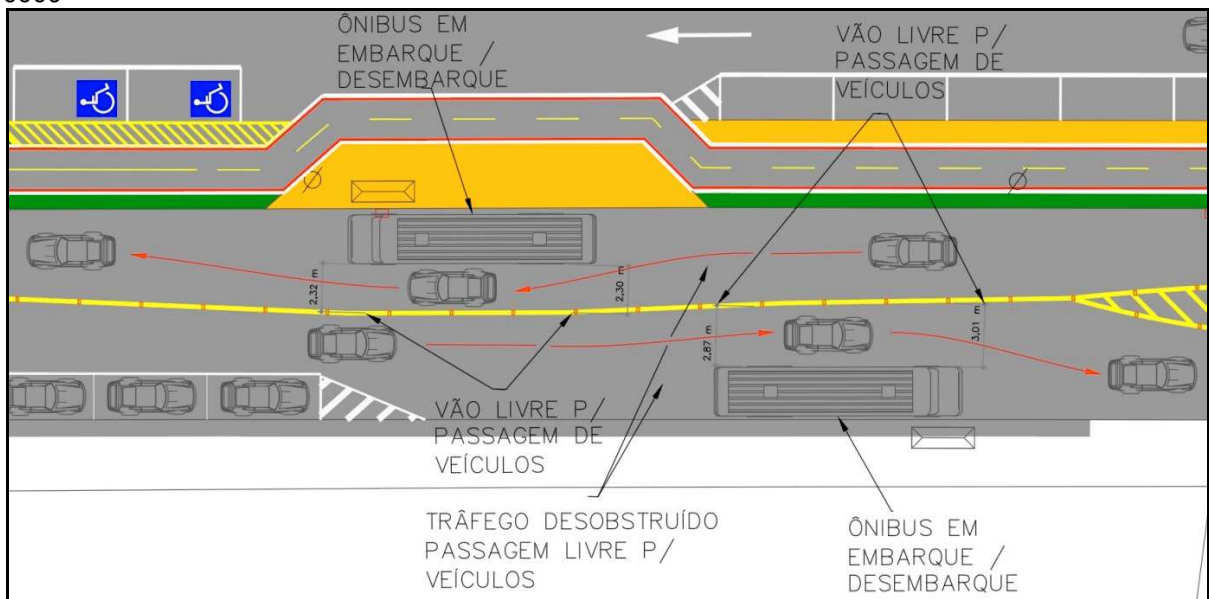 ÔNIBUS EM
EMBARQUE /
DESEMBARQUE
VÃO LIVRE P/
PASSAGEM DE
VEÍCULOS
2,32 m
2,30 m
2,87 m
3,01 m
VÃO LIVRE P/
PASSAGEM DE
VEÍCULOS
TRÂFEGO DESOBSTRUÍDO
PASSAGEM LIVRE P/
VEÍCULOS
ÔNIBUS EM
EMBARQUE /
DESEMBARQUE